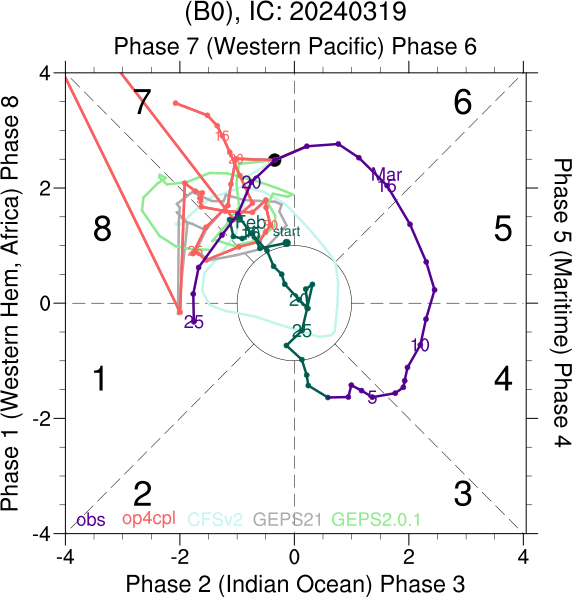 (B0), IC: 20240319
Phase 7 (Western Pacific) Phase 6
Phase 1 (Western Hem, Africa) Phase 8
4
2
0
-2
-4
7
6
8
5
1
4
2
3
15
20
20
Mar
15
Feb
start
25
20
25
10
5
obs op4cpl CFSv2 GEPS21 GEPS2.0.1
-4 -2 0 2 4
Phase 2 (Indian Ocean) Phase 3
Phase 5 (Maritime) Phase 4